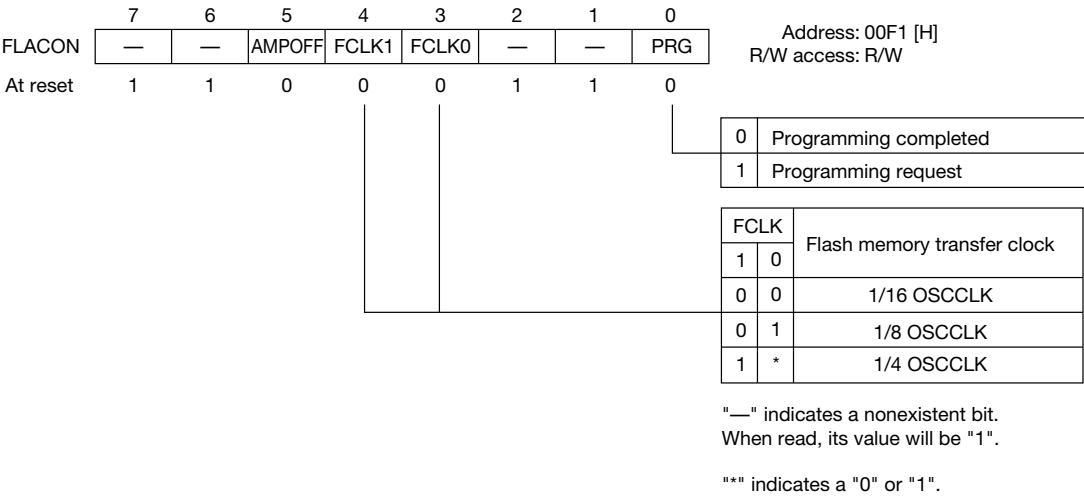 7 6 5 4 3 2 1 0
FLACON — — AMPOFF FCLK1 FCLK0 — — PRG
Address: 00F1 [H]
R/W access: R/W
At reset 1 1 0 0 0 1 1 0
0 Programming completed
1 Programming request
FCLK Flash memory transfer clock
1 0
0 0 1/16 OSCCLK
0 1 1/8 OSCCLK
1 * 1/4 OSCCLK
"—" indicates a nonexistent bit.
When read, its value will be "1".
"*" indicates a "0" or "1".